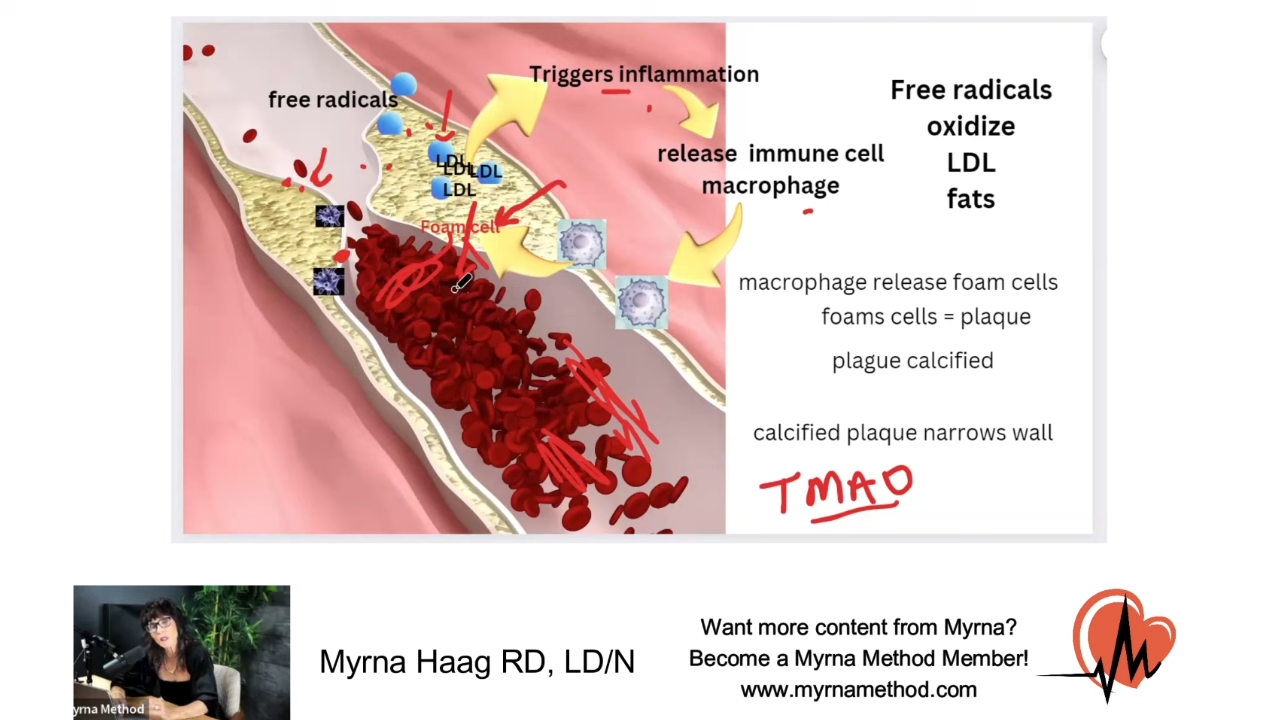 free radicals
Triggers inflammation
release immune cell
macrophage
LDL
LDL
LDL
LDL
Foam cell
Free radicals
oxidize
LDL
fats
macrophage release foam cells
foams cells = plaque
plague calcified
calcified plaque narrows wall
TMAO
yrna Method
Myrna Haag RD, LD/N
Want more content from Myrna?
Become a Myrna Method Member!
www.myrnamethod.com